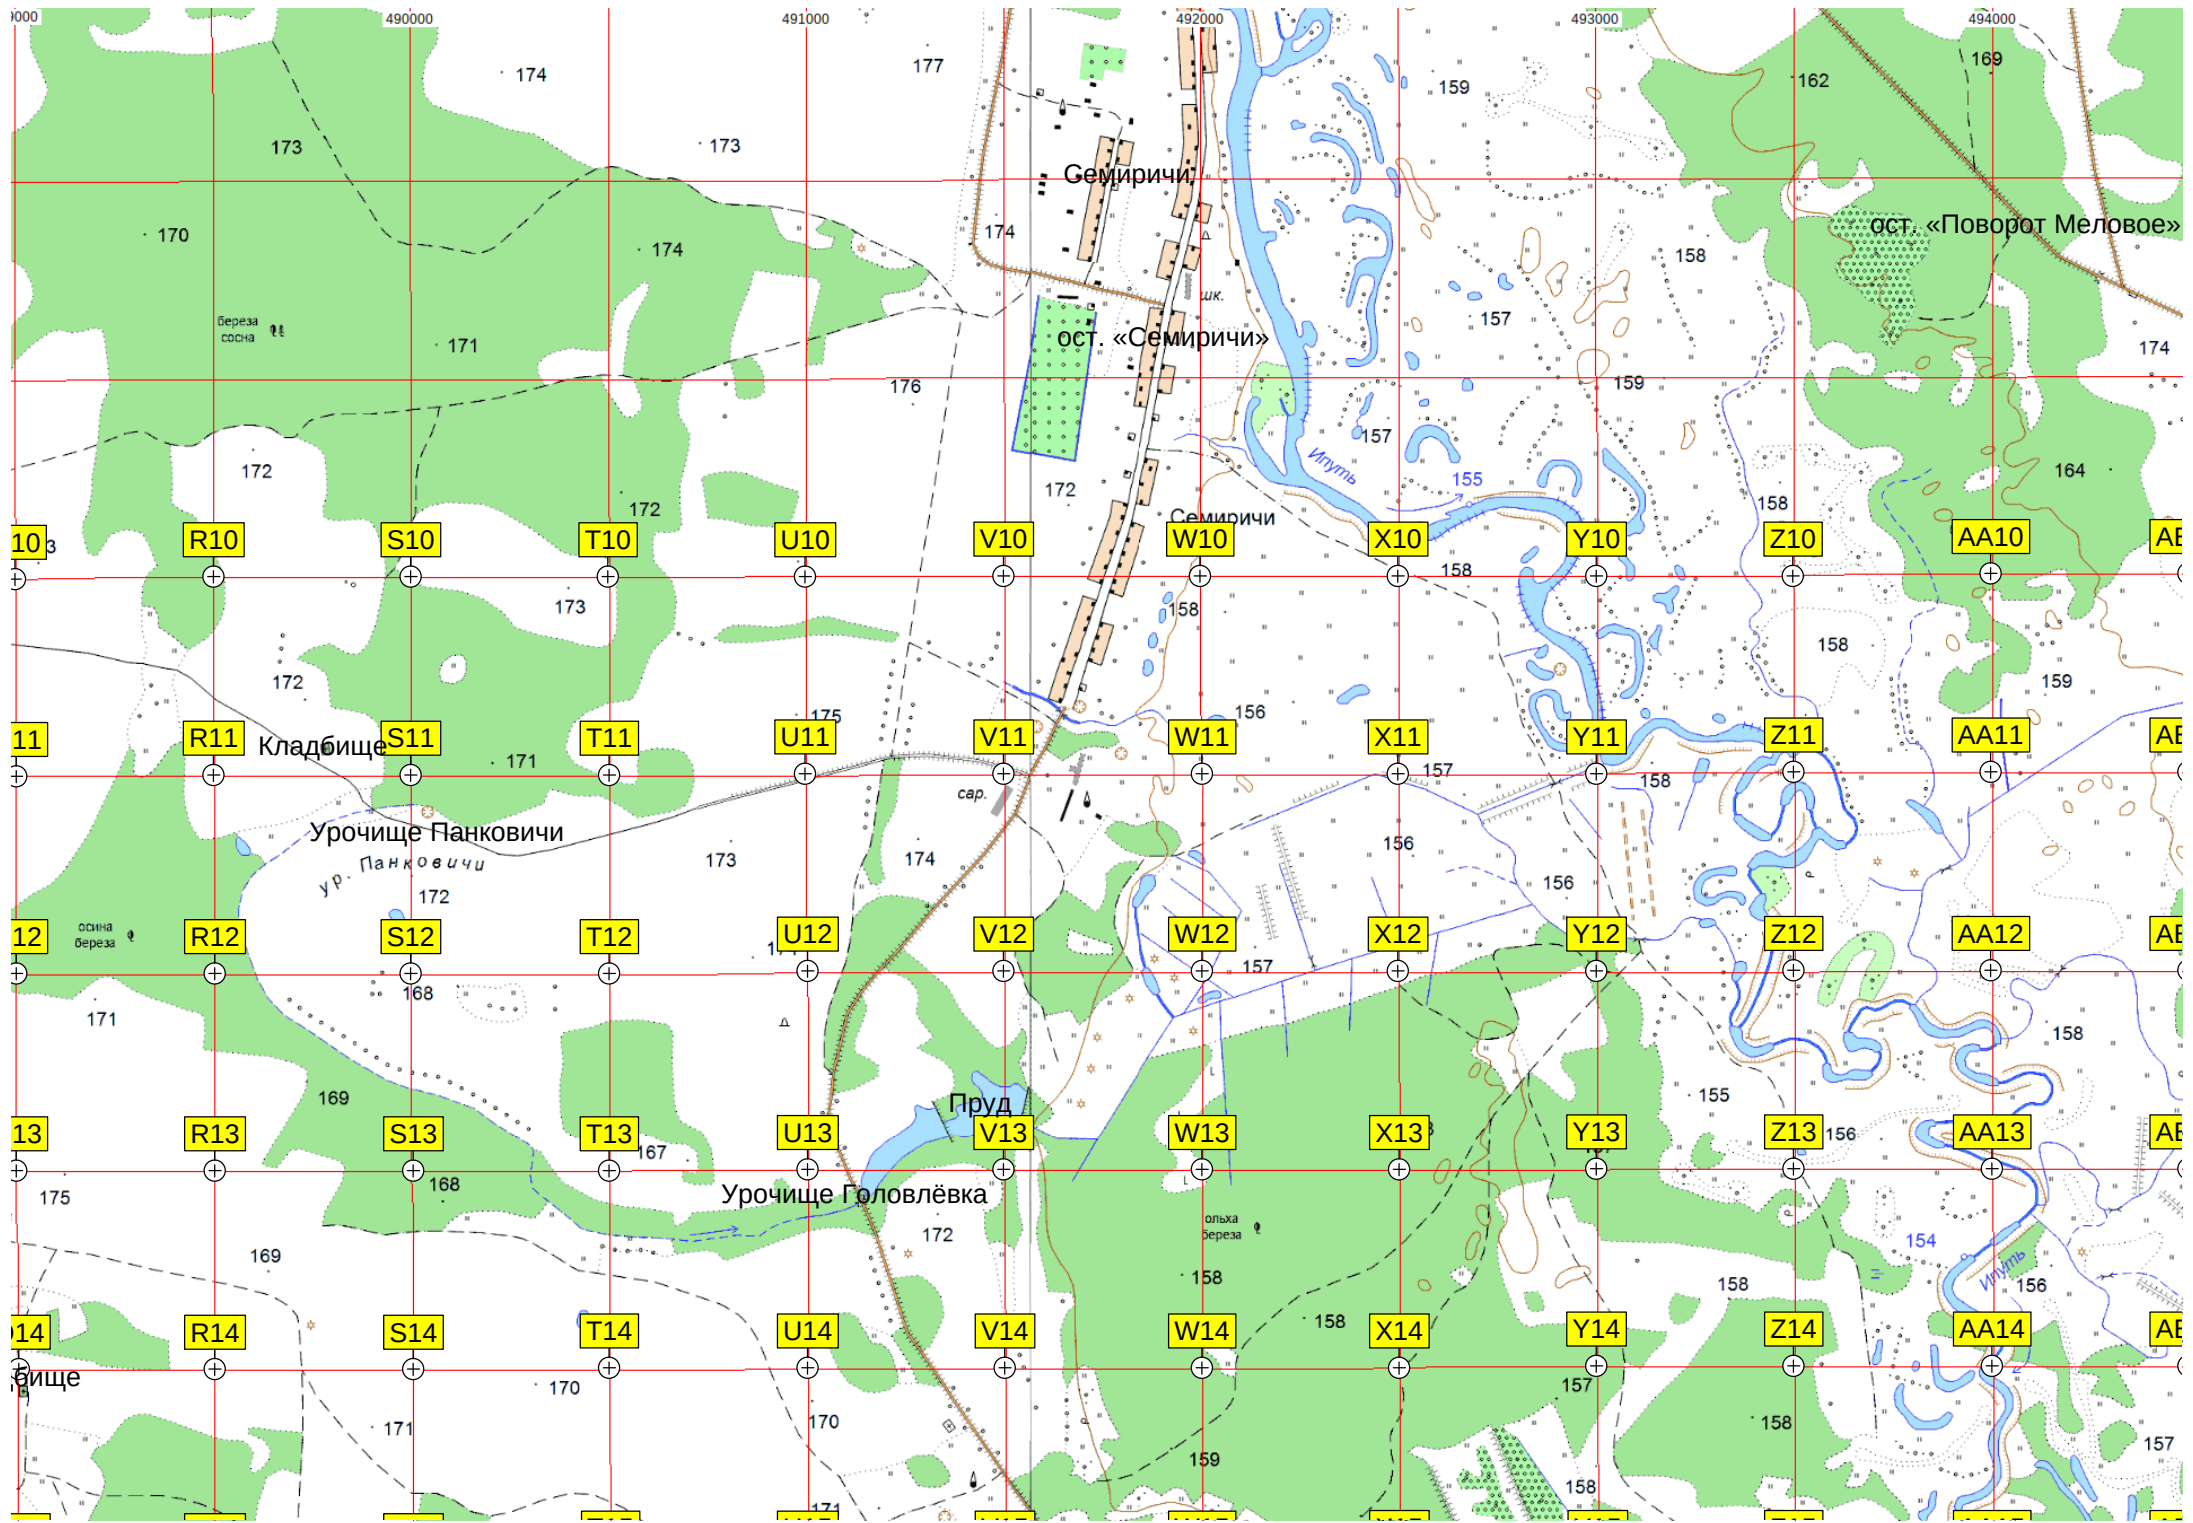 490000
491000
492000
493000
494000
169
177
174
159
162
173
173
Семиричи
174
170
174
ост. «Поворот Меловое»
158
шк.
157
береза
сосна
171
ост. «Семиричи»
174
176
159
157
172
Ипуть
155
164
172
172
158
Семиричи
R10
S10
T10
U10
V10
W10
X10
Y10
Z10
AA10
158
173
158
158
172
159
156
175
R11
S11
T11
U11
V11
W11
X11
Y11
Z11
AA11
Кладбище
171
157
158
сар.
Урочище Панковичи
156
173
174
ур. Панковичи
156
172
осина
береза
R12
S12
T12
U12
V12
W12
X12
Y12
Z12
AA12
157
168
171
158
169
155
Пруд
R13
S13
T13
U13
V13
W13
X13
Y13
Z13
AA13
156
167
168
175
Урочище Головлёвка
ольха
береза
172
154
169
158
158
Ипуть
156
158
R14
S14
T14
U14
V14
W14
X14
Y14
Z14
AA14
170
157
171
170
158
157
159
158
171